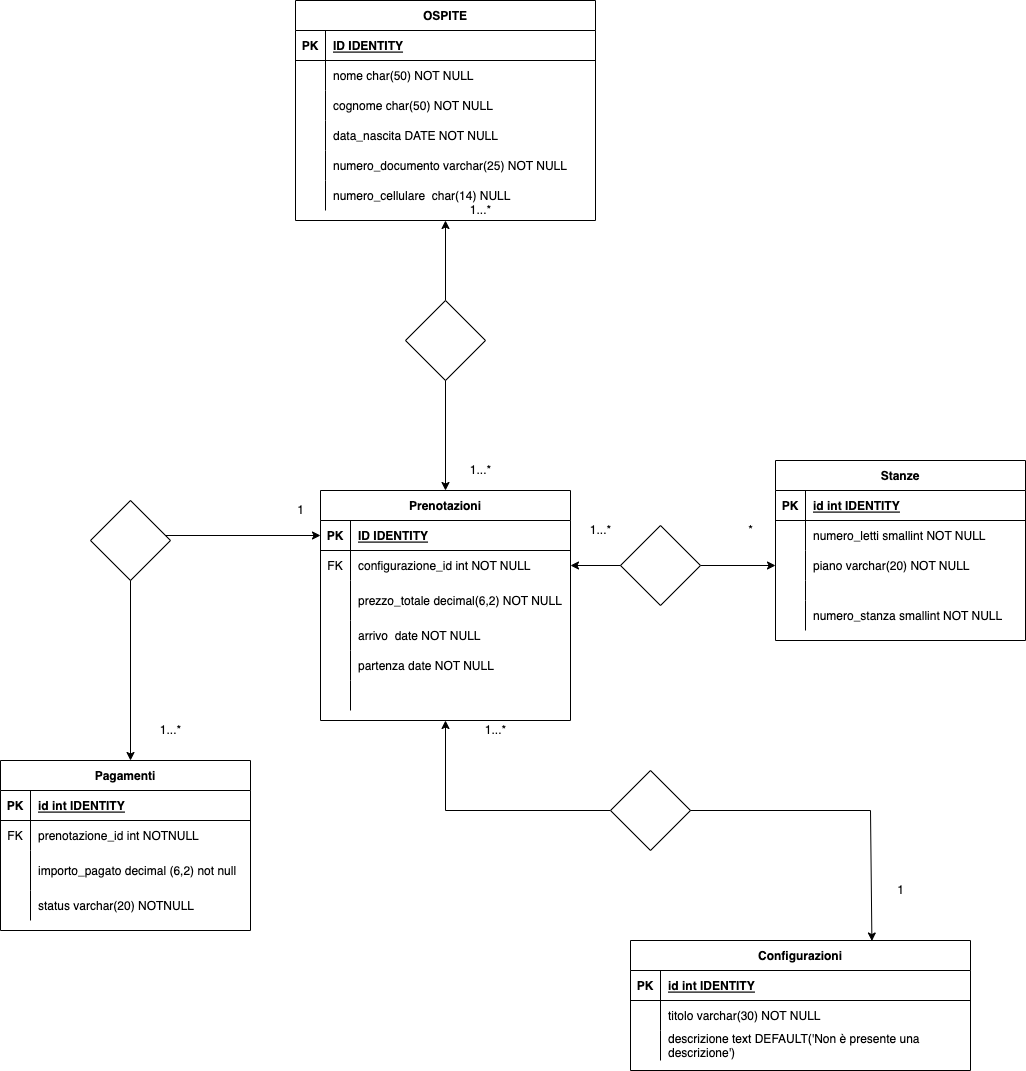 OSPITE
PK ID IDENTITY
nome char(50) NOT NULL
cognome char(50) NOT NULL
data_nascita DATE NOT NULL
numero_documento varchar(25) NOT NULL
numero_cellulare  char(14) NULL
1...*
1...*
Prenotazioni
PK ID IDENTITY
FK configurazione_id int NOT NULL
prezzo_totale decimal(6,2) NOT NULL
arrivo  date NOT NULL
partenza date NOT NULL
1
1...*
*
Stanze
PK id int IDENTITY
numero_letti smallint NOT NULL
piano varchar(20) NOT NULL
numero_stanza smallint NOT NULL
1...*
1...*
Pagamenti
PK id int IDENTITY
FK prenotazione_id int NOTNULL
importo_pagato decimal (6,2) not null
status varchar(20) NOTNULL
1
Configurazioni
PK id int IDENTITY
titolo varchar(30) NOT NULL
descrizione text DEFAULT('Non è presente una
descrizione')